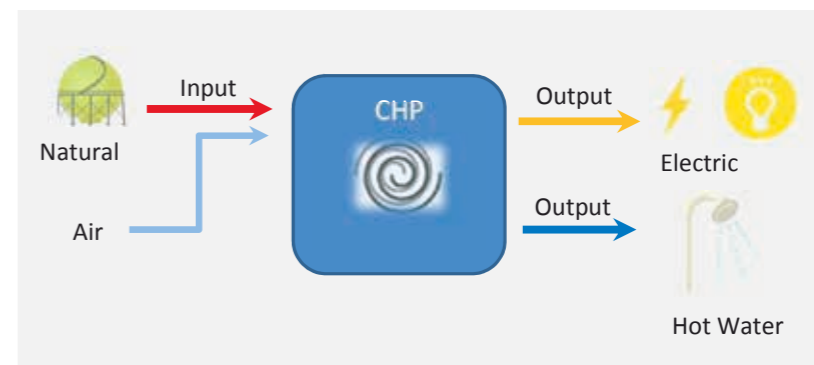 Input
Natural
Air
CHP
Output
Electric
Output
Hot Water